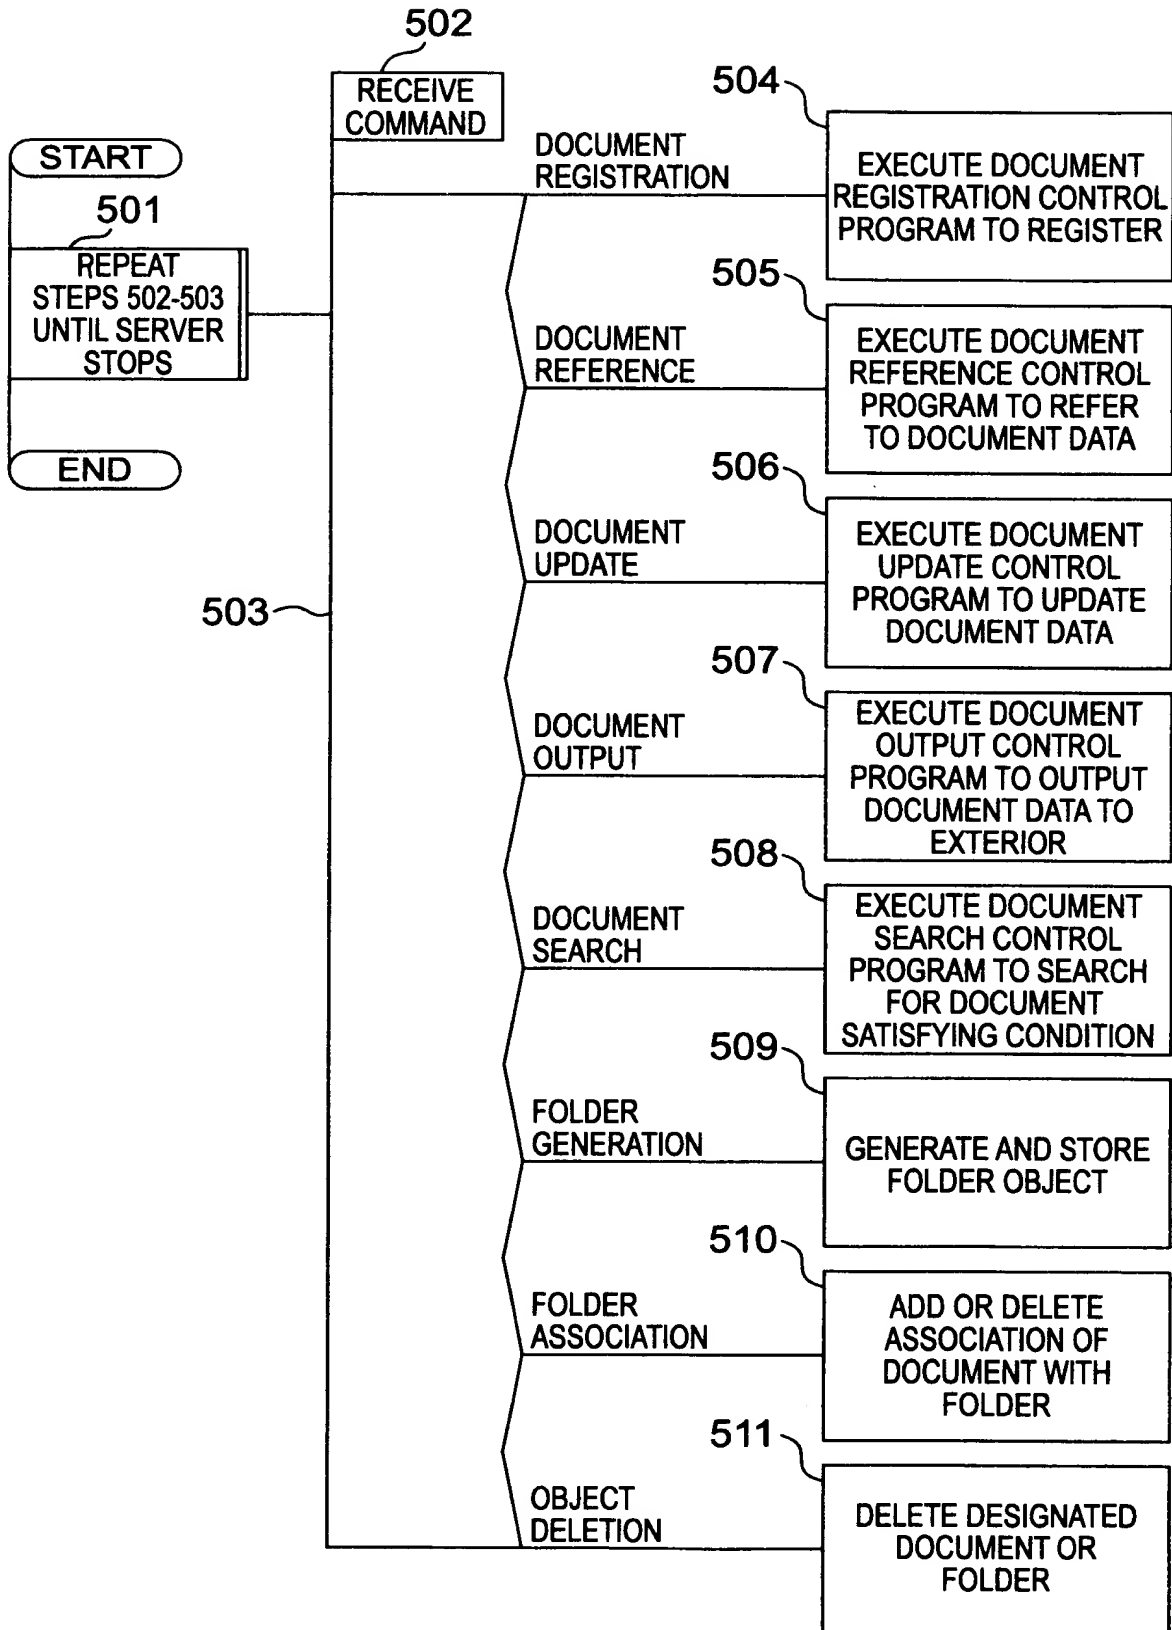 502
RECEIVE
COMMAND
START
501
REPEAT
STEPS 502-503
UNTIL SERVER
STOPS
END
503
DOCUMENT
REGISTRATION
504
EXECUTE DOCUMENT
REGISTRATION CONTROL
PROGRAM TO REGISTER
DOCUMENT
REFERENCE
505
EXECUTE DOCUMENT
REFERENCE CONTROL
PROGRAM TO REFER
TO DOCUMENT DATA
DOCUMENT
UPDATE
506
EXECUTE DOCUMENT
UPDATE CONTROL
PROGRAM TO UPDATE
DOCUMENT DATA
DOCUMENT
OUTPUT
507
EXECUTE DOCUMENT
OUTPUT CONTROL
PROGRAM TO OUTPUT
DOCUMENT DATA TO
EXTERIOR
DOCUMENT
SEARCH
508
EXECUTE DOCUMENT
SEARCH CONTROL
PROGRAM TO SEARCH
FOR DOCUMENT
SATISFYING CONDITION
FOLDER
GENERATION
509
GENERATE AND STORE
FOLDER OBJECT
FOLDER
ASSOCIATION
510
ADD OR DELETE
ASSOCIATION OF
DOCUMENT WITH
FOLDER
OBJECT
DELETION
511
DELETE DESIGNATED
DOCUMENT OR
FOLDER